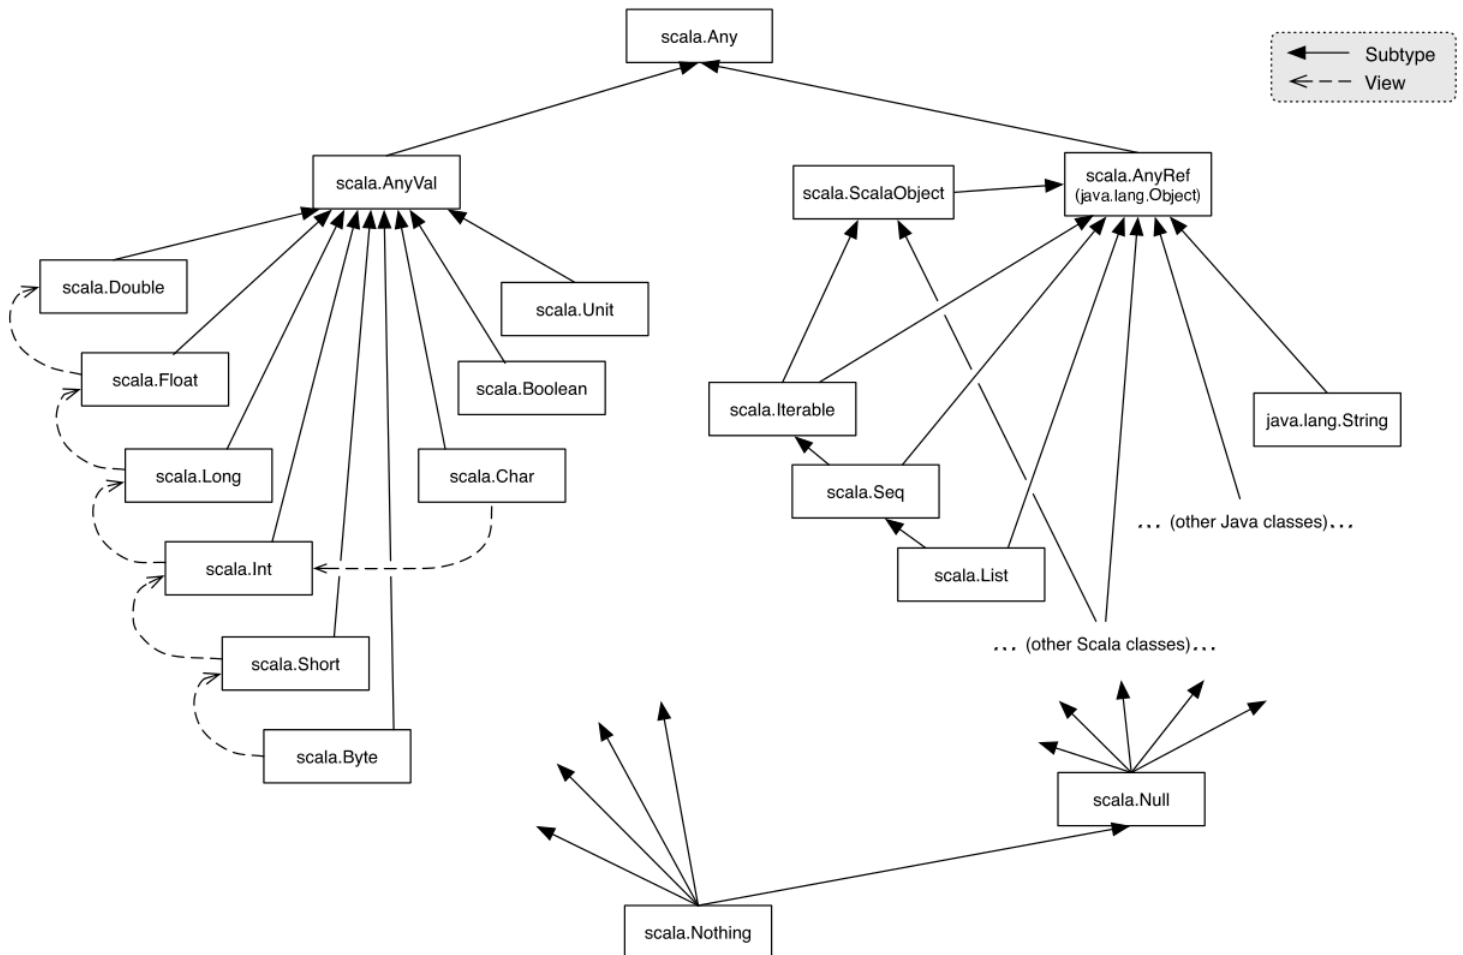 scala.Any
Subtype
View
scala.AnyVal
scala.ScalaObject
scala.AnyRef
(java.lang.Object)
scala.Double
scala.Unit
scala.Float
scala.Boolean
scala.Iterable
java.lang.String
scala.Long
scala.Char
scala.Seq
... (other Java classes)...
scala.Int
scala.List
scala.Short
... (other Scala classes)...
scala.Byte
scala.Null
scala.Nothing